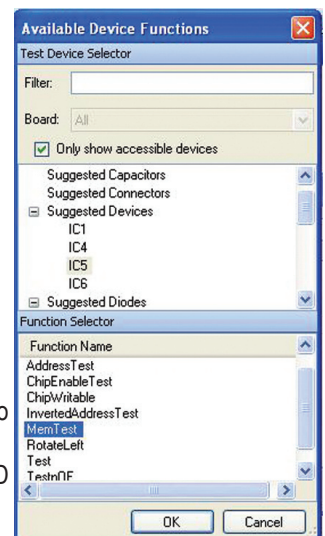 Available Device Functions
Test Device Selector
Filter:
Board: All
Only show accessible devices
Suggested Capacitors
Suggested Connectors
Suggested Devices
IC1
IC4
IC5
IC6
Suggested Diodes
Function Selector
Function Name
AddressTest
ChipEnableTest
ChipWritable
InvertedAddressTest
MemTest
RotateLeft
Test
TestnOE
OK Cancel